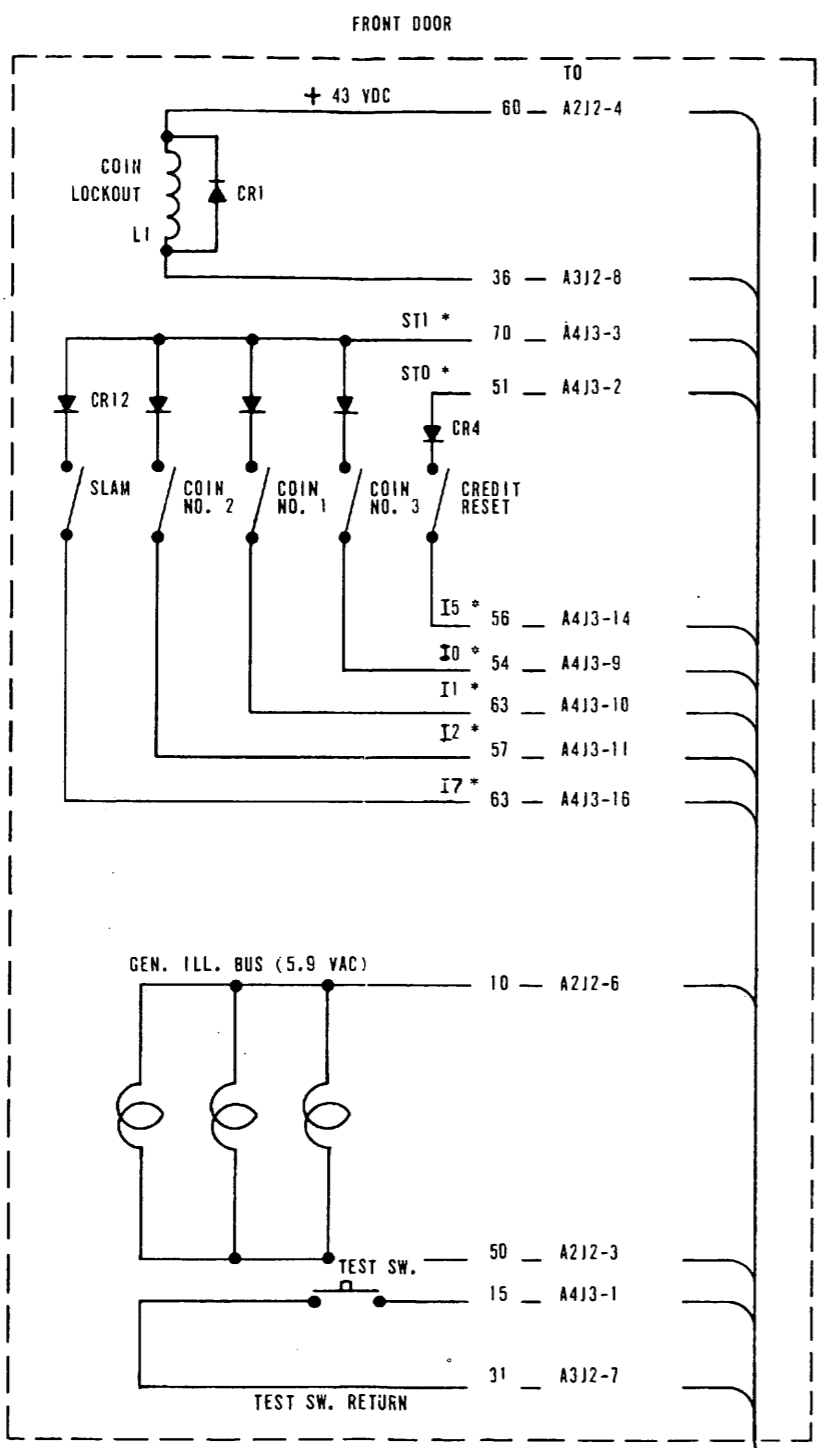 FRONT DOOR
TO
+ 43 VDC
60 — A2J2-4
COIN
LOCKOUT
L1
CR1
36 — A3J2-8
ST1 *
70 — A4J3-3
ST0 *
51 — A4J3-2
CR12
CR4
SLAM
COIN
NO. 2
COIN
NO. 1
COIN
NO. 3
CREDIT
RESET
I5 * 56 — A4J3-14
I0 * 54 — A4J3-9
I1 * 63 — A4J3-10
I2 * 57 — A4J3-11
I7 * 63 — A4J3-16
GEN. ILL. BUS (5.9 VAC)
10 — A2J2-6
50 — A2J2-3
TEST SW.
15 — A4J3-1
31 — A3J2-7
TEST SW. RETURN